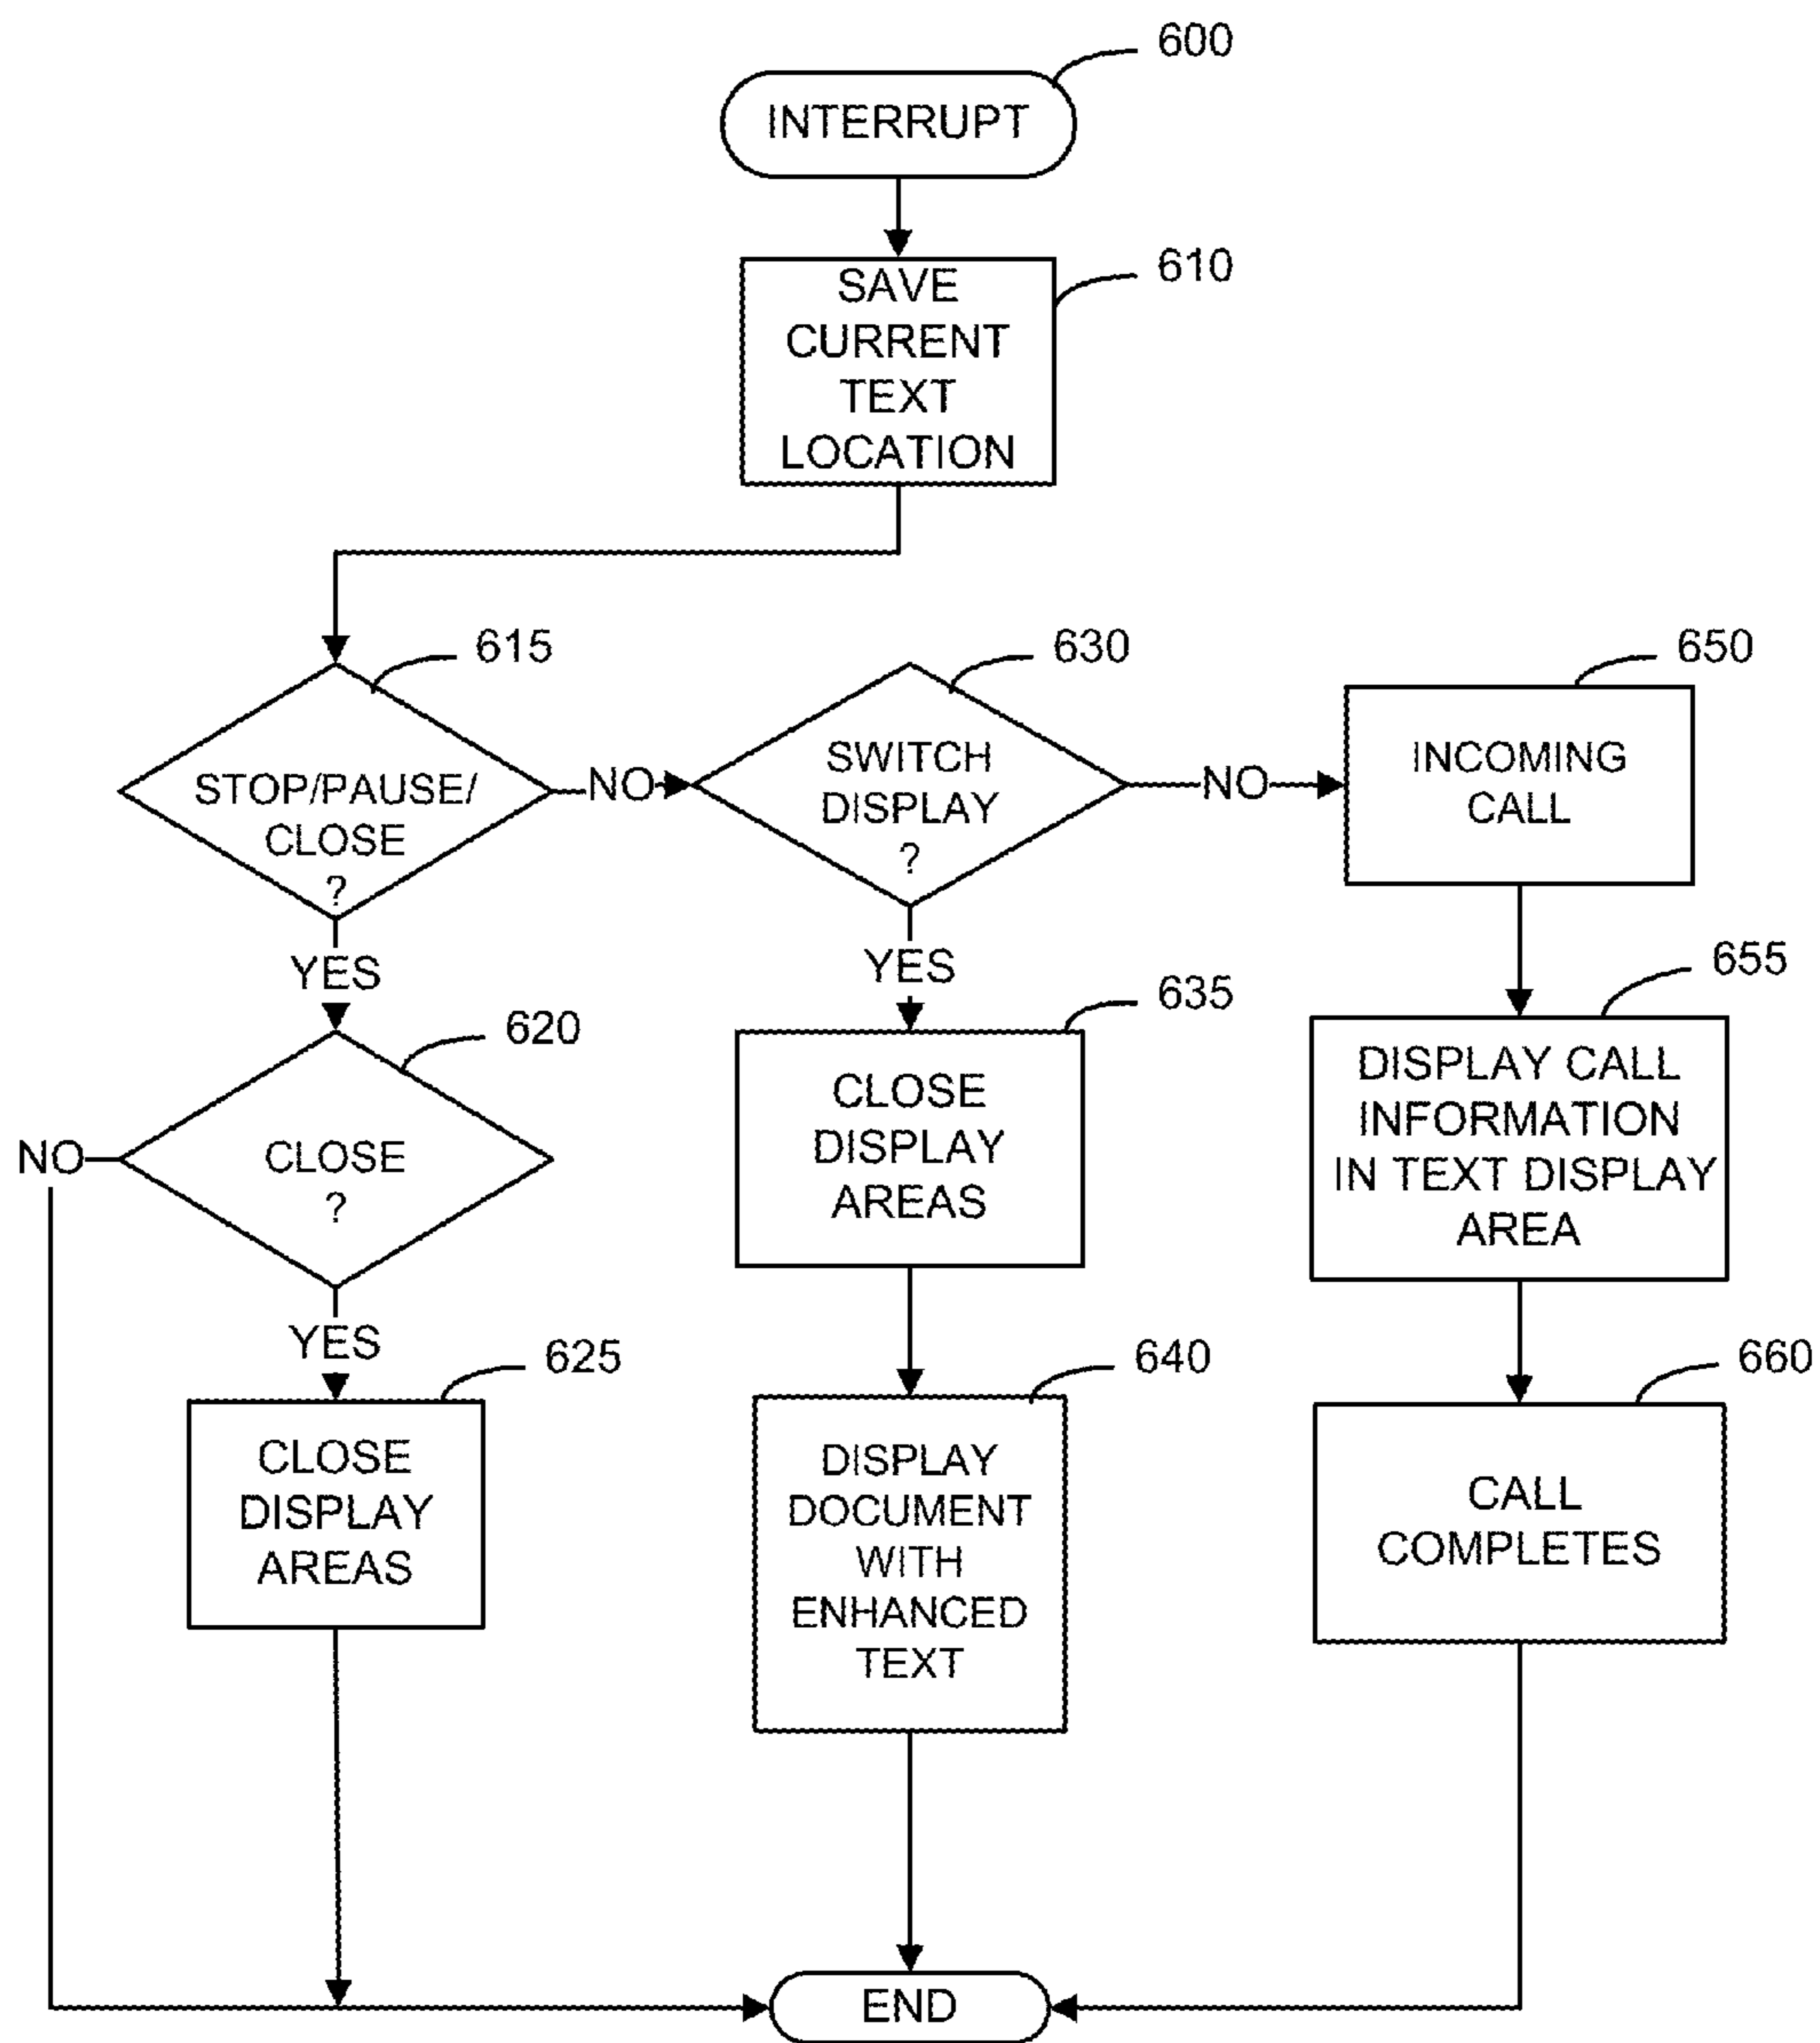 600
INTERRUPT
610
SAVE
CURRENT
TEXT
LOCATION
615
STOP/PAUSE/
CLOSE
?
NO
630
SWITCH
DISPLAY
?
NO
650
INCOMING
CALL
YES
620
CLOSE
?
NO
YES
625
CLOSE
DISPLAY
AREAS
YES
635
CLOSE
DISPLAY
AREAS
640
DISPLAY
DOCUMENT
WITH
ENHANCED
TEXT
655
DISPLAY CALL
INFORMATION
IN TEXT DISPLAY
AREA
660
CALL
COMPLETES
END